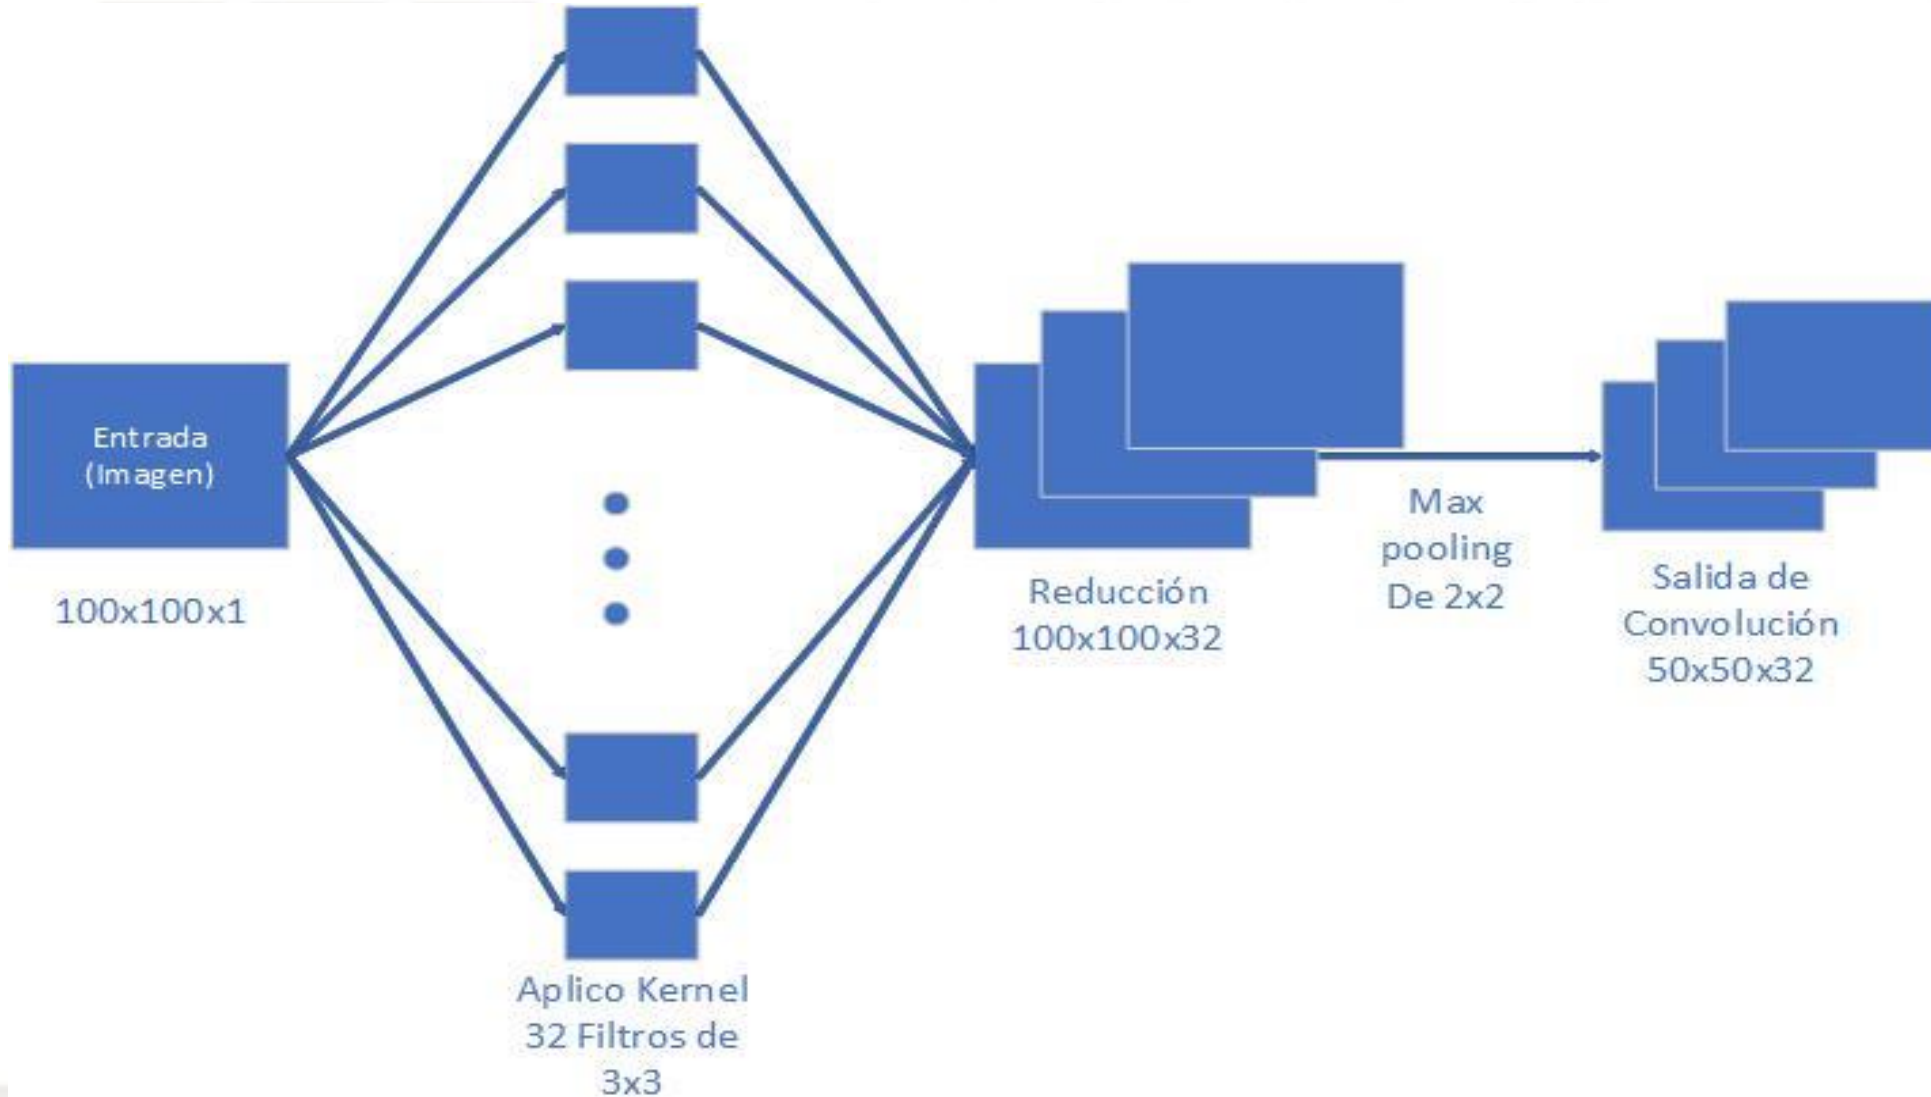 Entrada
(Imagen)
100x100x1
Aplico Kernel
32 Filtros de
3x3
Reducción
100x100x32
Max
pooling
De 2x2
Salida de
Convolución
50x50x32